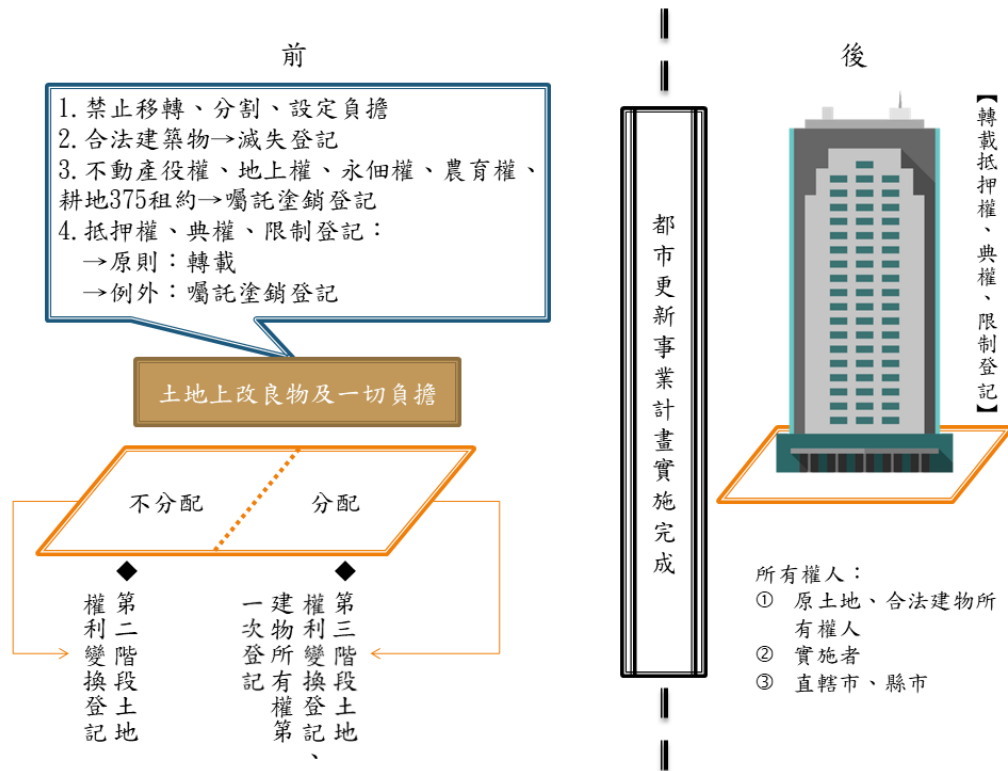 前
1. 禁止移轉、分割、設定負擔
2. 合法建築物→滅失登記
3. 不動產役權、地上權、永佃權、農育權、
耕地375租約→囑託塗銷登記
4. 抵押權、典權、限制登記：
→原則：轉載
→例外：囑託塗銷登記
土地上改良物及一切負擔
不分配
分配
第二階段土地
權利變換登記
第三階段土地
權利變換登記、
建物所有權第
一次登記
都市更新事業計畫實施完成
後
【轉載抵押權、典權、限制登記】
所有權人：
① 原土地、合法建物所
有權人
② 實施者
③ 直轄市、縣市